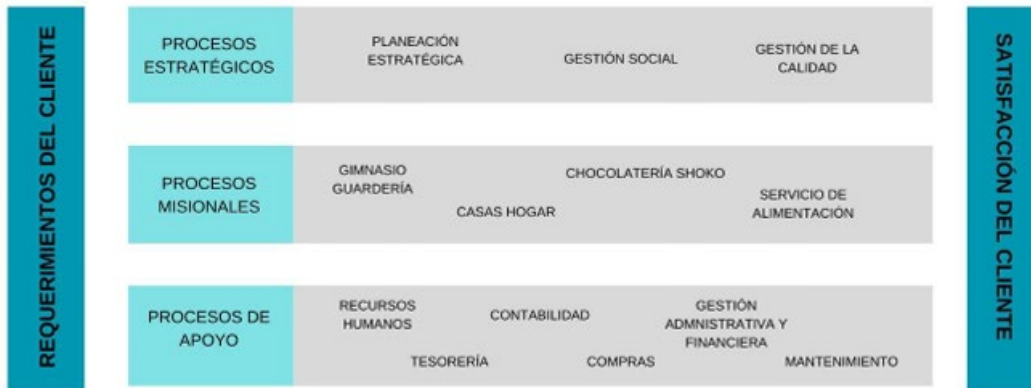 REQUERIMIENTOS DEL CLIENTE
PROCESOS
ESTRATÉGICOS
PLANEACIÓN
ESTRATÉGICA
GESTIÓN SOCIAL
GESTIÓN DE LA
CALIDAD
PROCESOS
MISIONALES
GIMNASIO
GUARDERÍA
CASAS HOGAR
CHOCOLATERÍA SHOKO
SERVICIO DE
ALIMENTACIÓN
PROCESOS DE
APOYO
RECURSOS
HUMANOS
TESORERÍA
CONTABILIDAD
COMPRAS
GESTIÓN
ADMNISTRATIVA Y
FINANCIERA
MANTENIMIENTO
SATISFACCIÓN DEL CLIENTE